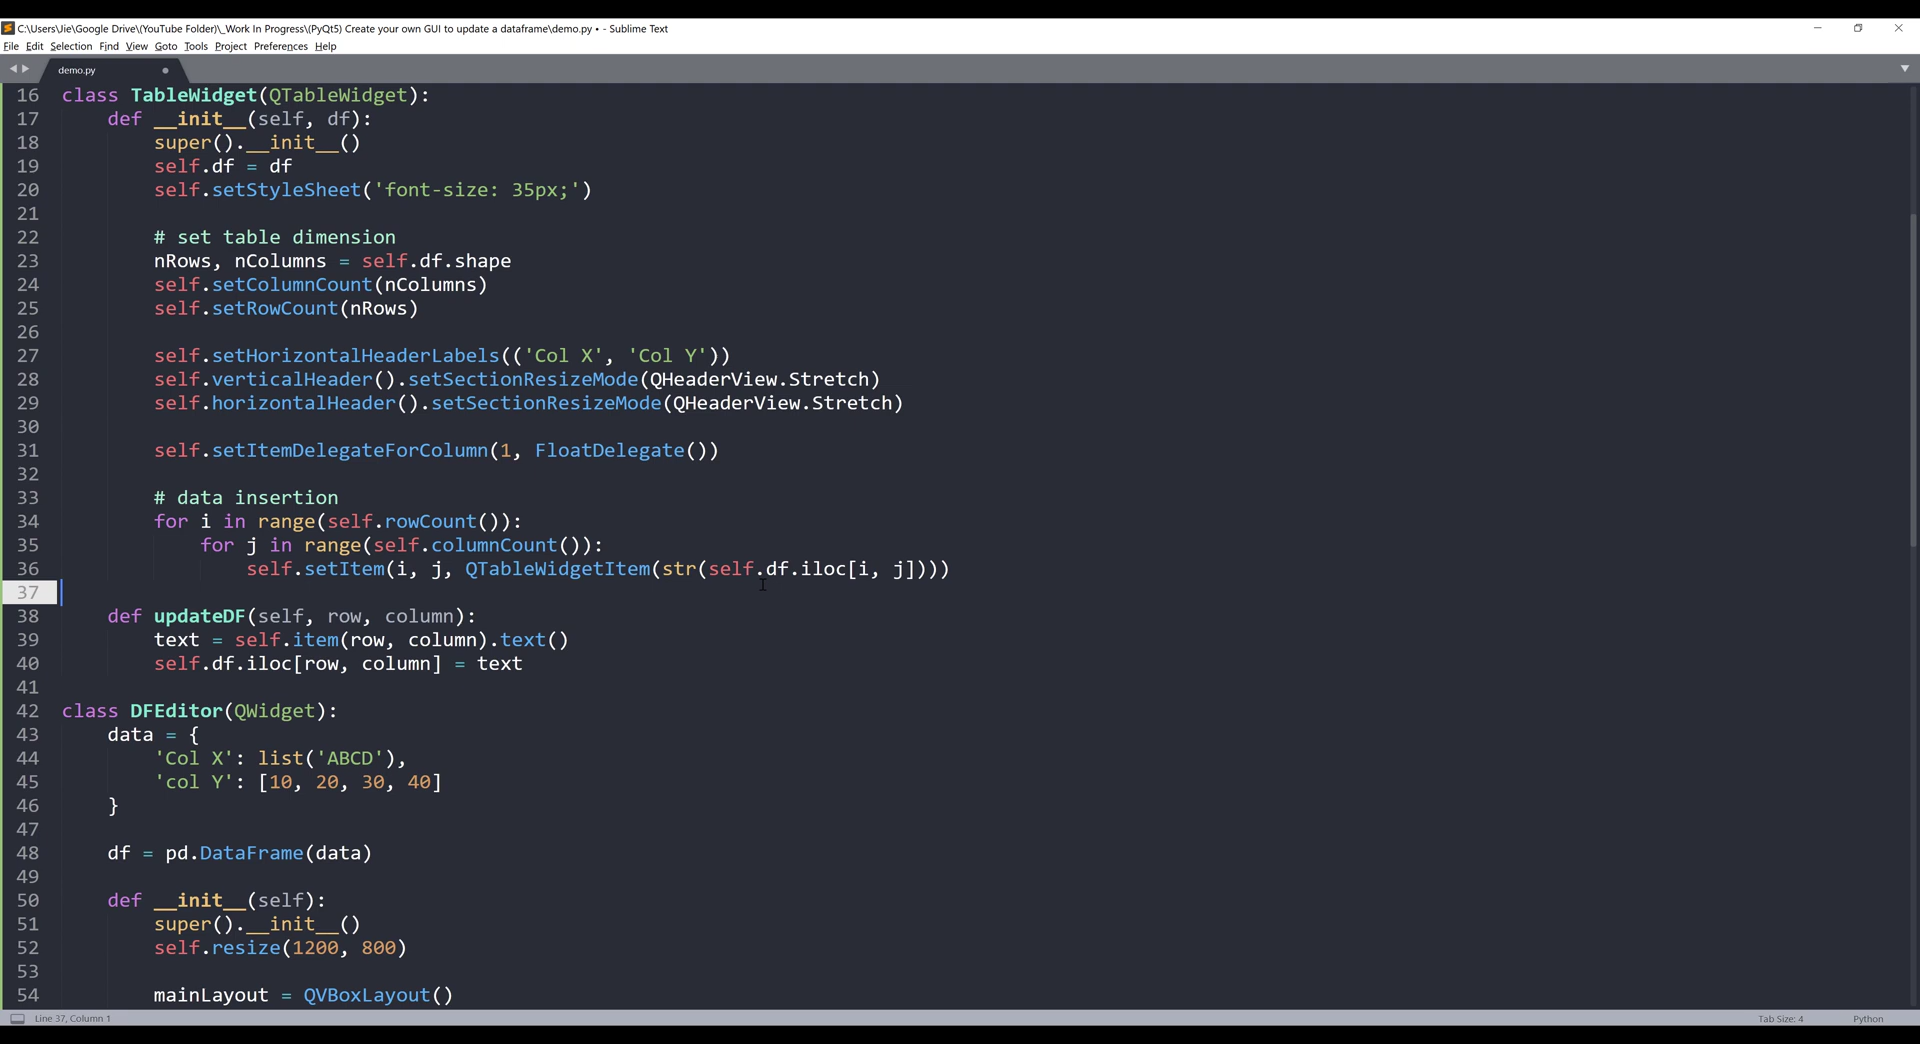 C:\Users\Jie\Google Drive\(YouTube Folder)\_Work In Progress\(PyQt5) Create your own GUI to update a dataframe\demo.py • - Sublime Text
File Edit Selection Find View Goto Tools Project Preferences Help
demo.py
16 class TableWidget(QTableWidget):
17     def __init__(self, df):
18         super().__init__()
19         self.df = df
20         self.setStyleSheet('font-size: 35px;')
21
22         # set table dimension
23         nRows, nColumns = self.df.shape
24         self.setColumnCount(nColumns)
25         self.setRowCount(nRows)
26
27         self.setHorizontalHeaderLabels(('Col X', 'Col Y'))
28         self.verticalHeader().setSectionResizeMode(QHeaderView.Stretch)
29         self.horizontalHeader().setSectionResizeMode(QHeaderView.Stretch)
30
31         self.setItemDelegateForColumn(1, FloatDelegate())
32
33         # data insertion
34         for i in range(self.rowCount()):
35             for j in range(self.columnCount()):
36                 self.setItem(i, j, QTableWidgetItem(str(self.df.iloc[i, j])))
37
38     def updateDF(self, row, column):
39         text = self.item(row, column).text()
40         self.df.iloc[row, column] = text
41
42 class DFEditor(QWidget):
43     data = {
44         'Col X': list('ABCD'),
45         'col Y': [10, 20, 30, 40]
46     }
47
48     df = pd.DataFrame(data)
49
50     def __init__(self):
51         super().__init__()
52         self.resize(1200, 800)
53
54         mainLayout = QVBoxLayout()
Line 37, Column 1 Tab Size: 4 Python